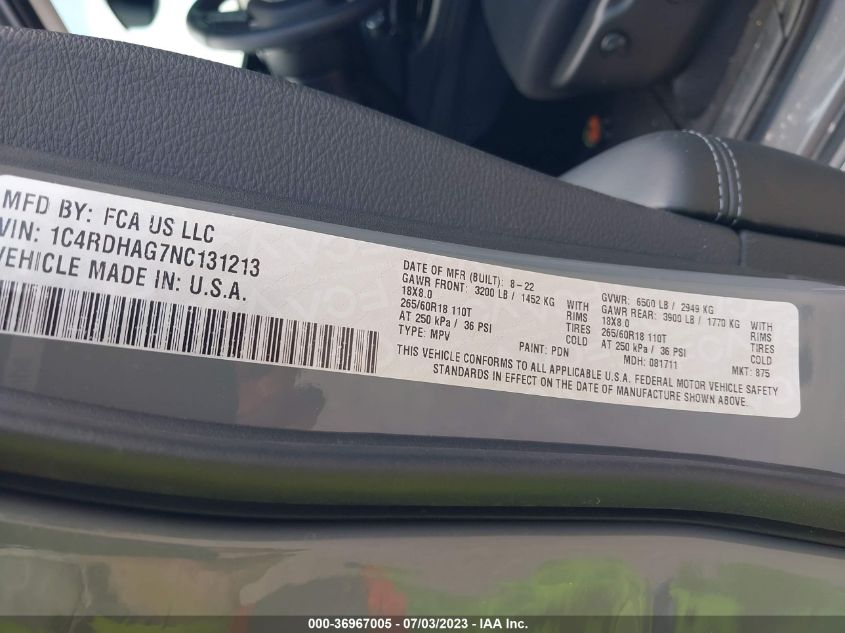 MFD BY: FCA US LLC
VIN: 1C4RDHAG7NC131213
VEHICLE MADE IN: U.S.A.
DATE OF MFR (BUILT): 8-22
GAWR FRONT: 3200 LB / 1452 KG WITH
18X8.0 RIMS
265/60R18 110T TIRES
AT 250 kPa / 36 PSI COLD
TYPE: MPV
PAINT: PDN
GVWR: 6500 LB / 2949 KG
GAWR REAR: 3900 LB / 1770 KG WITH
18X8.0 RIMS
265/60R18 110T TIRES
AT 250 kPa / 36 PSI COLD
MDH: 081711
MKT: 875
THIS VEHICLE CONFORMS TO ALL APPLICABLE U.S.A. FEDERAL MOTOR VEHICLE SAFETY
STANDARDS IN EFFECT ON THE DATE OF MANUFACTURE SHOWN ABOVE.
000-36967005 - 07/03/2023 - IAA Inc.